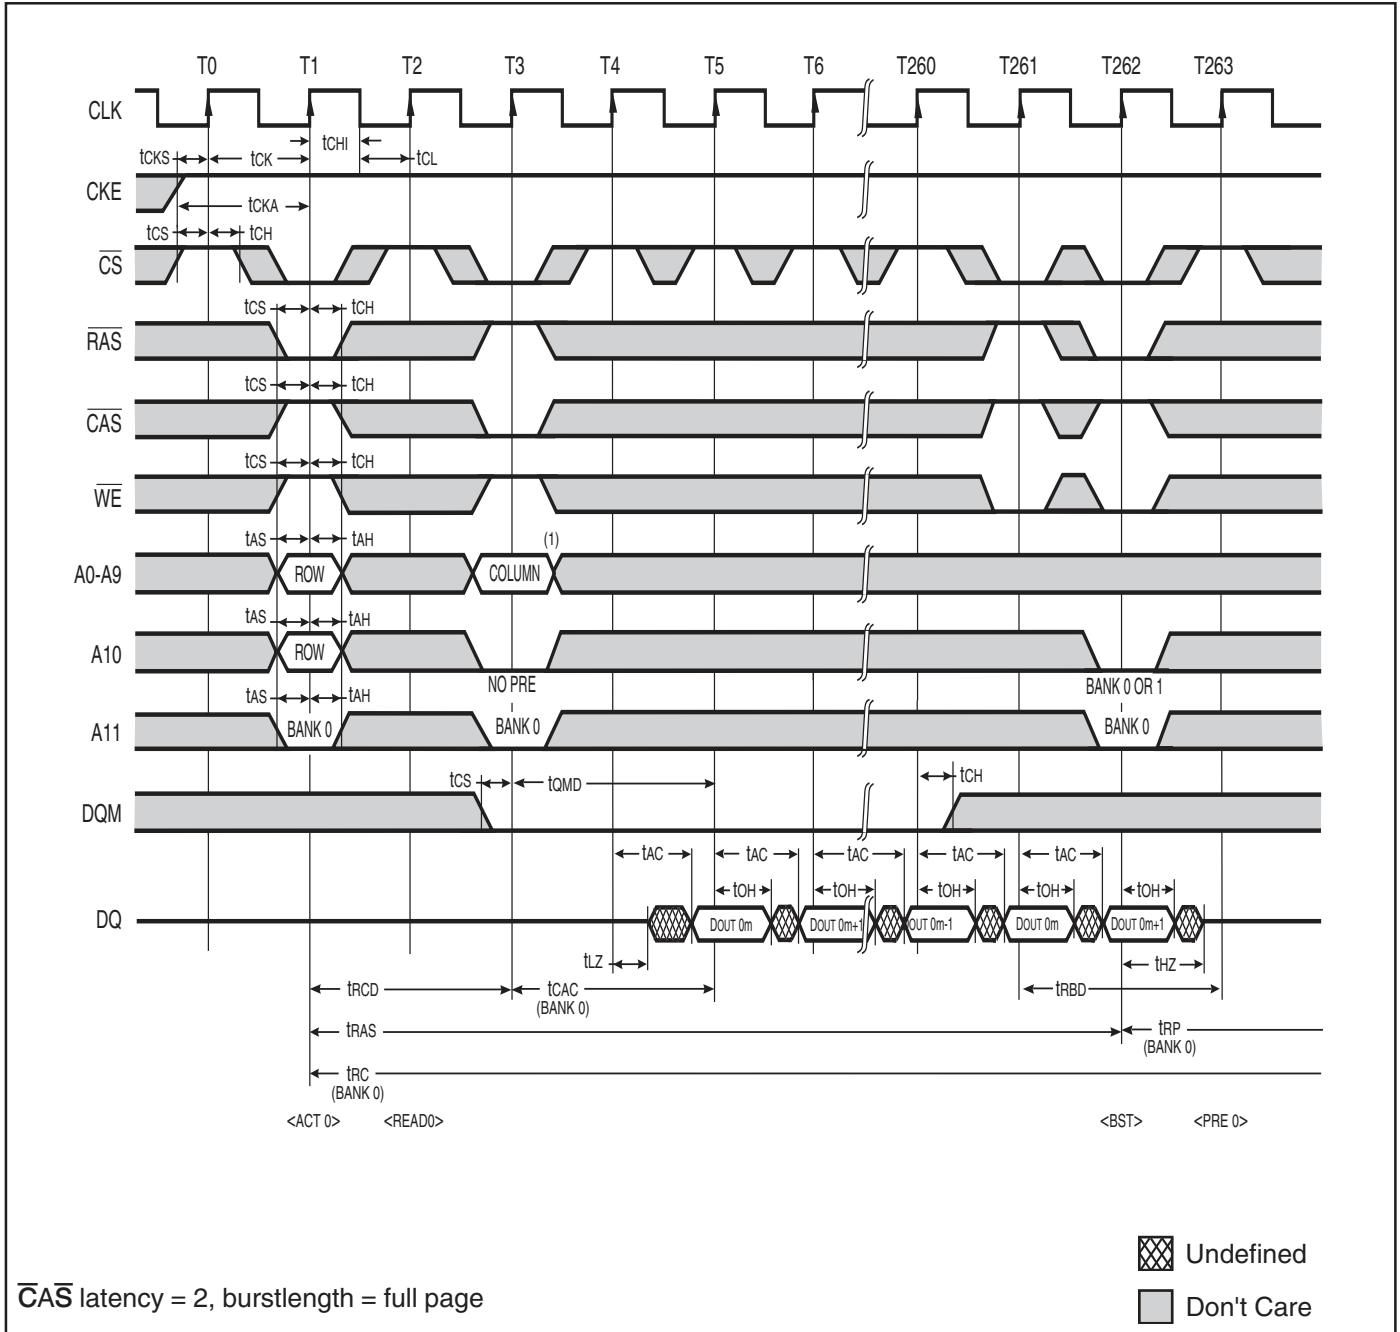 T0 T1 T2 T3 T4 T5 T6 T260 T261 T262 T263
CLK
tCHI
tCKS tCK tCL
CKE
tCKA
tCS tCH
CS
tCS tCH
RAS
tCS tCH
CAS
tCS tCH
WE
tAS tAH (1)
A0-A9 ROW COLUMN
tAS tAH
A10 ROW
NO PRE BANK 0 OR 1
tAS tAH
A11 BANK 0 BANK 0 BANK 0
tCS tQMD tCH
DQM
tAC tAC tAC tAC tAC
tOH tOH tOH tOH tOH
DQ DOUT 0m DOUT 0m+1 OUT 0m-1 DOUT 0m DOUT 0m+1
tLZ tHZ
tRCD tCAC tRBD
(BANK 0)
tRAS tRP
(BANK 0)
tRC
(BANK 0)
<ACT 0> <READ0> <BST> <PRE 0>
Undefined
CAS latency = 2, burstlength = full page
Don't Care